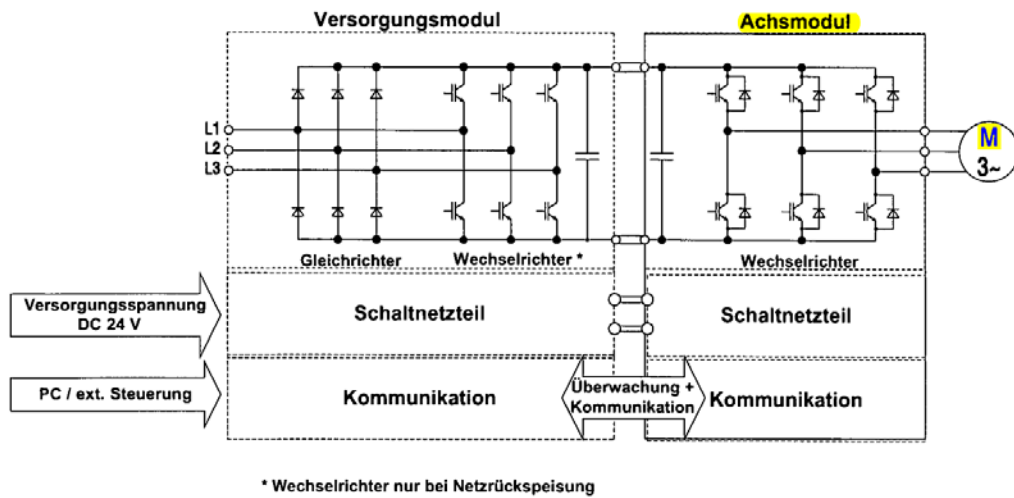 Versorgungsmodul
Achsmodul
L1
L2
L3
M
3~
Gleichrichter
Wechselrichter *
Wechselrichter
Versorgungsspannung
DC 24 V
Schaltnetzteil
Schaltnetzteil
PC / ext. Steuerung
Kommunikation
Überwachung +
Kommunikation
Kommunikation
* Wechselrichter nur bei Netzrückspeisung